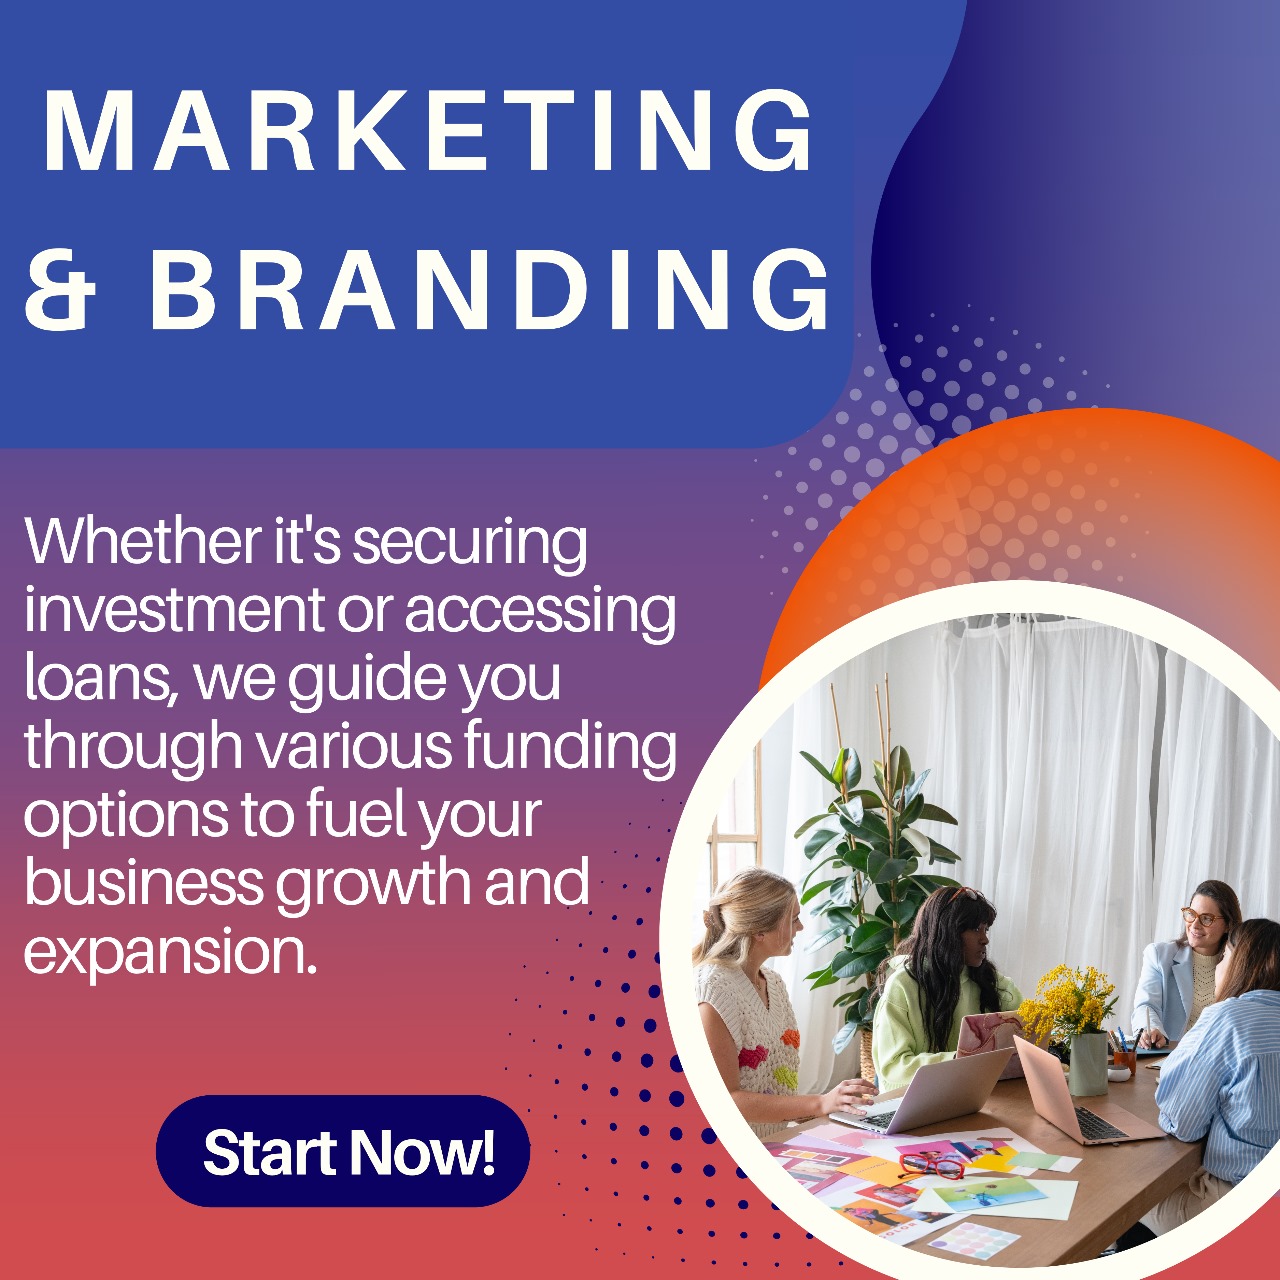 MARKETING
& BRANDING
Whether it's securing
investment or accessing
loans, we guide you
through various funding
options to fuel your
business growth and
expansion.
Start Now!